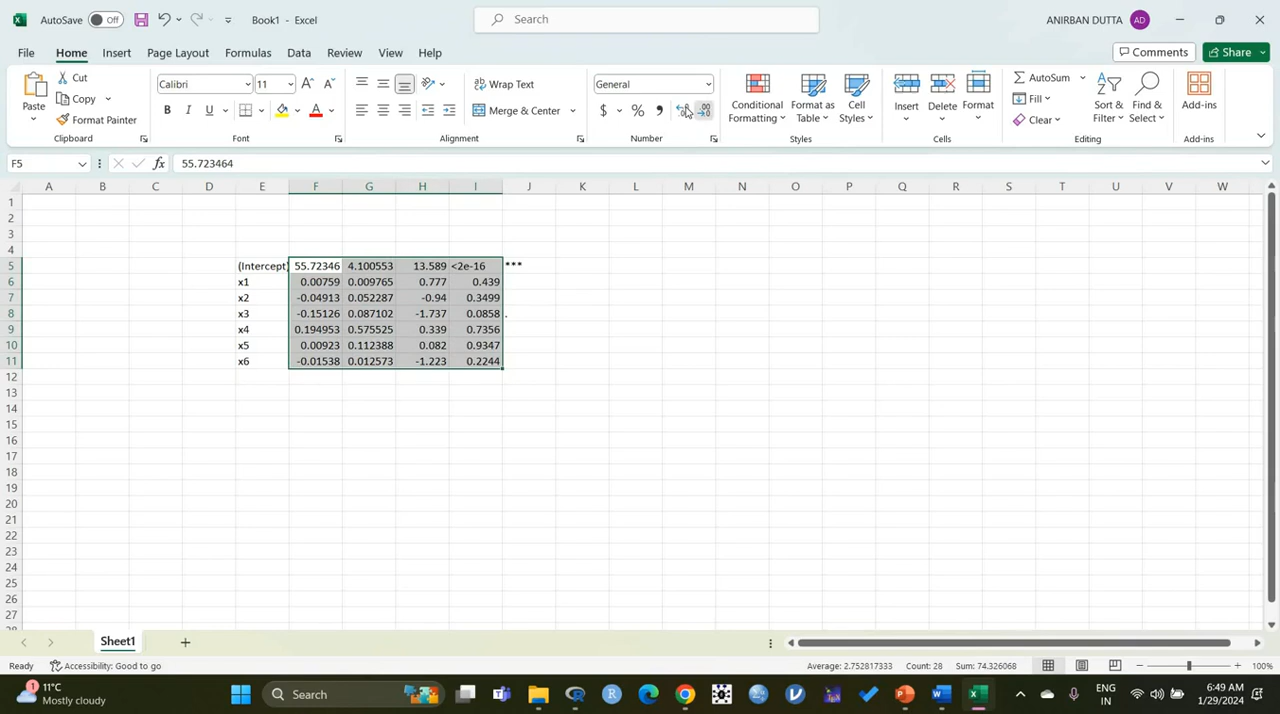 AutoSave Off Book1 - Excel Search ANIRBAN DUTTA AD
File Home Insert Page Layout Formulas Data Review View Help Comments Share
Paste Cut Copy Format Painter Clipboard
Calibri 11 B I U A Font
Wrap Text Merge & Center Alignment
General $ % Number
Conditional Formatting Format as Table Cell Styles Styles
Insert Delete Format Cells
AutoSum Fill Clear Sort & Filter Find & Select Editing
Add-ins Add-ins
F5 fx 55.723464
A B C D E F G H I J K L M N O P Q R S T U V W
1
2
3
4
5 (Intercept) 55.72346 4.100553 13.589 <2e-16 ***
6 x1 0.00759 0.009765 0.777 0.439
7 x2 -0.04913 0.052287 -0.94 0.3499
8 x3 -0.15126 0.087102 -1.737 0.0858 .
9 x4 0.194953 0.575525 0.339 0.7356
10 x5 0.00923 0.112388 0.082 0.9347
11 x6 -0.01538 0.012573 -1.223 0.2244
12
13
14
15
16
17
18
19
20
21
22
23
24
25
26
27
Sheet1
Ready Accessibility: Good to go Average: 2.752817333 Count: 28 Sum: 74.326068 100%
1 11°C Search ENG 6:49 AM
Mostly cloudy IN 1/29/2024